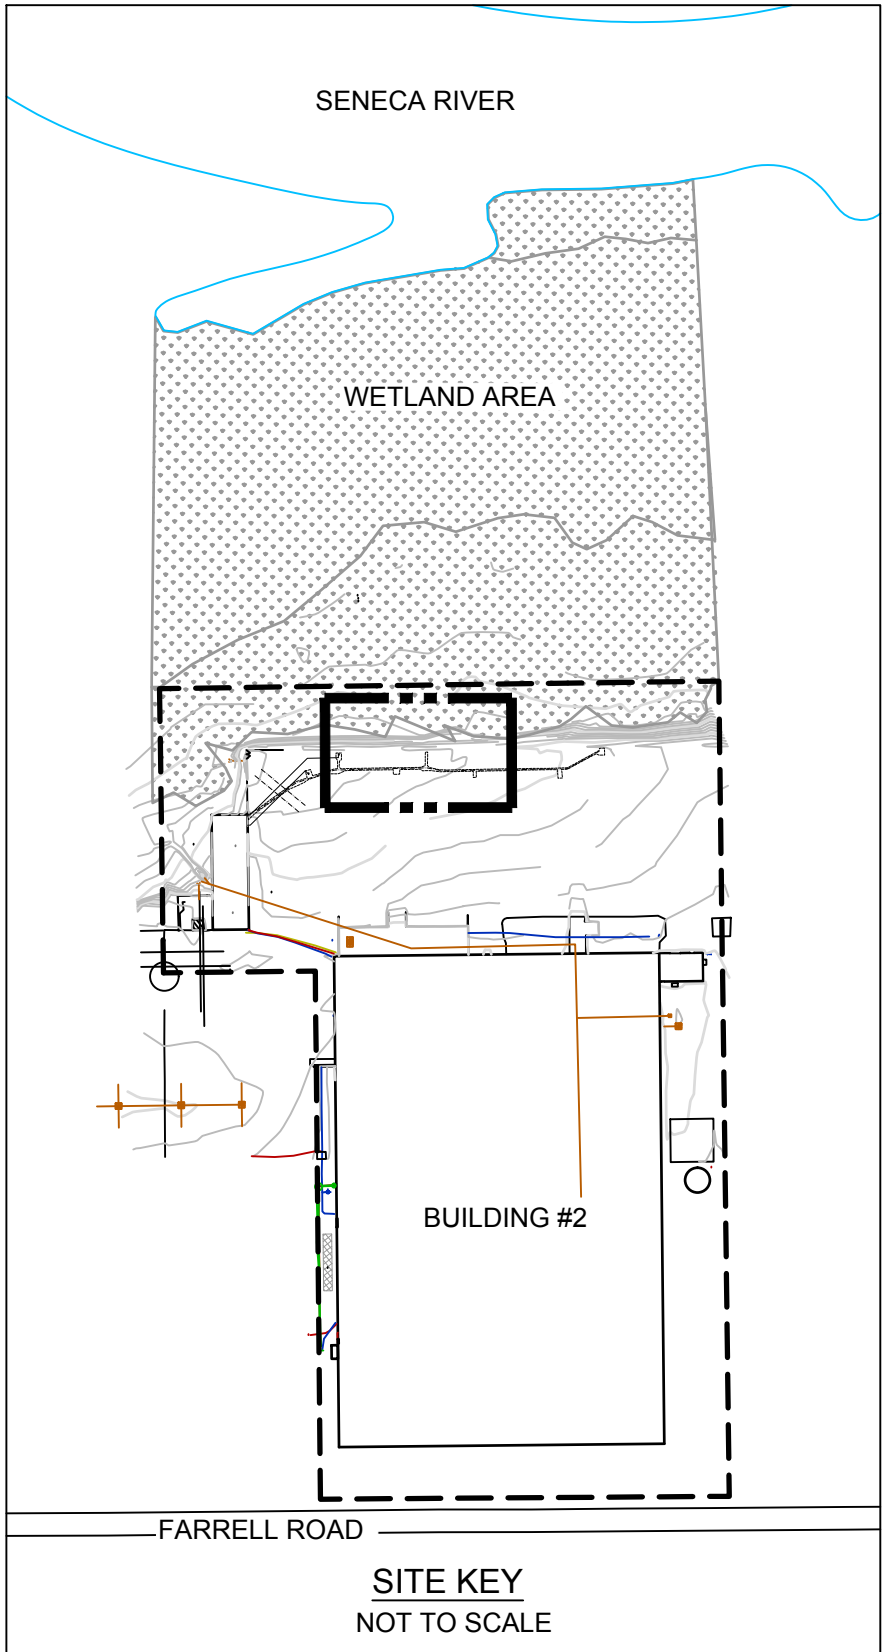 SENECA RIVER
WETLAND AREA
BUILDING #2
FARRELL ROAD
SITE KEY
NOT TO SCALE